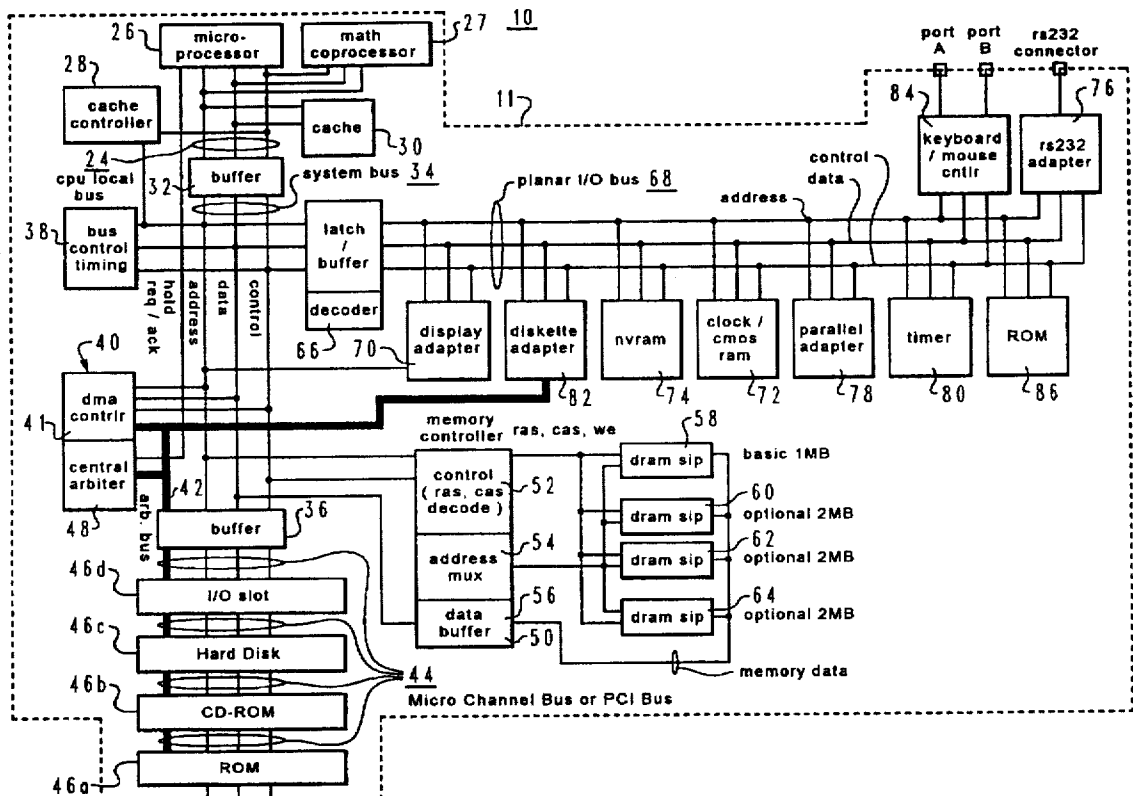 26
micro-
processor
math
coprocessor
27
10
port
A
port
B
rs232
connector
28
cache
controller
cache
30
11
84
keyboard
/ mouse
cntlr
76
rs232
adapter
24
cpu local
bus
32
buffer
system bus 34
planar I/O bus 68
control
data
address
38
bus
control
timing
latch /
buffer
decoder
66
hold
req / ack
address
data
control
display
adapter
70
diskette
adapter
82
nvram
74
clock /
cmos
ram
72
parallel
adapter
78
timer
80
ROM
86
40
dma
contrlr
41
central
arbiter
48
42
arb. bus
memory
controller
ras, cas, we
control
( ras, cas
decode )
52
54
address
mux
56
data
buffer
50
58
dram sip
basic 1MB
60
dram sip
optional 2MB
62
dram sip
optional 2MB
64
dram sip
optional 2MB
memory data
buffer
36
46d
I/O slot
46c
Hard Disk
46b
CD-ROM
44
Micro Channel Bus or PCI Bus
46a
ROM